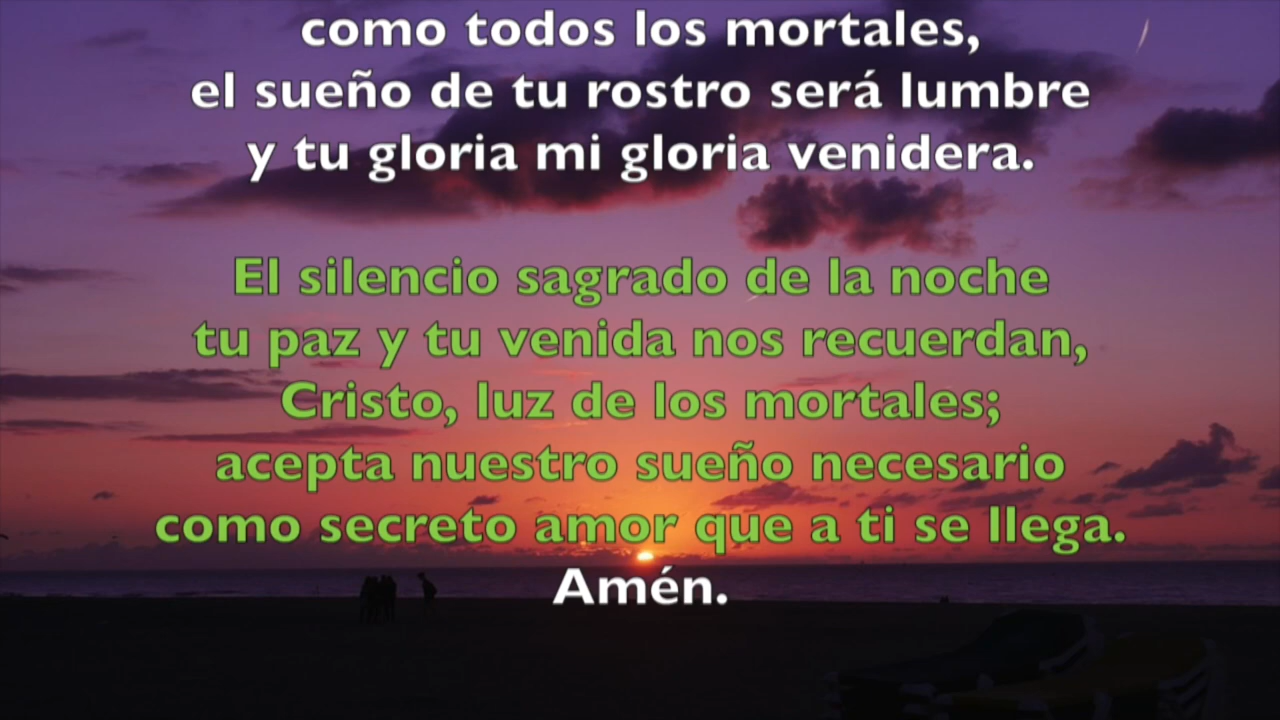 como todos los mortales,
el sueño de tu rostro será lumbre
y tu gloria mi gloria venidera.
El silencio sagrado de la noche
tu paz y tu venida nos recuerdan,
Cristo, luz de los mortales;
acepta nuestro sueño necesario
como secreto amor que a ti se llega.
Amén.